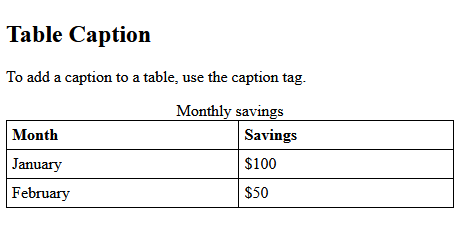 Table Caption
To add a caption to a table, use the caption tag.
Monthly savings
Month Savings
January $100
February $50